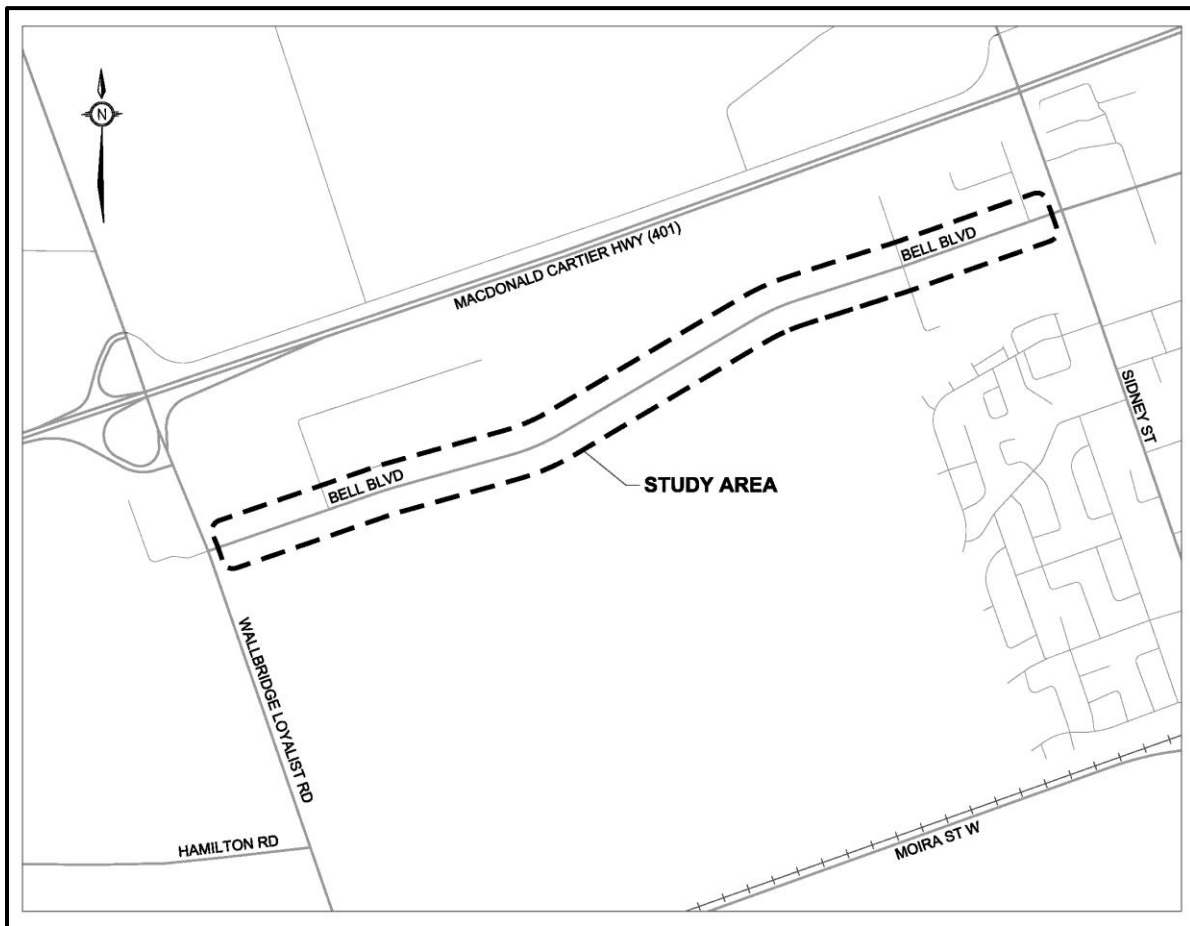 N
MACDONALD CARTIER HWY (401)
BELL BLVD
SIDNEY ST
BELL BLVD
STUDY AREA
WALLBRIDGE LOYALIST RD
HAMILTON RD
MOIRA ST W